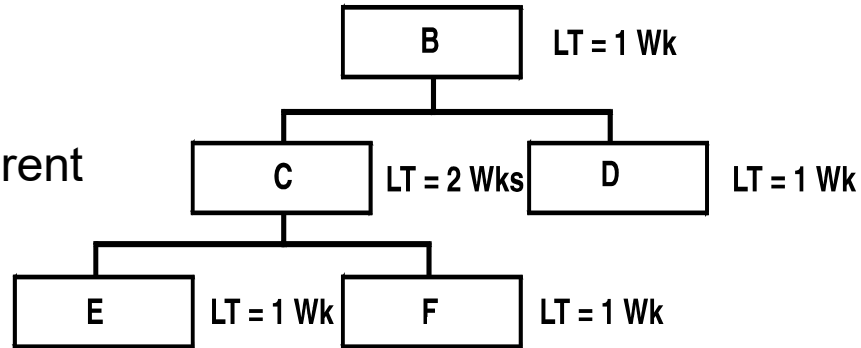 B LT = 1 Wk
rent
C LT = 2 Wks D LT = 1 Wk
E LT = 1 Wk F LT = 1 Wk